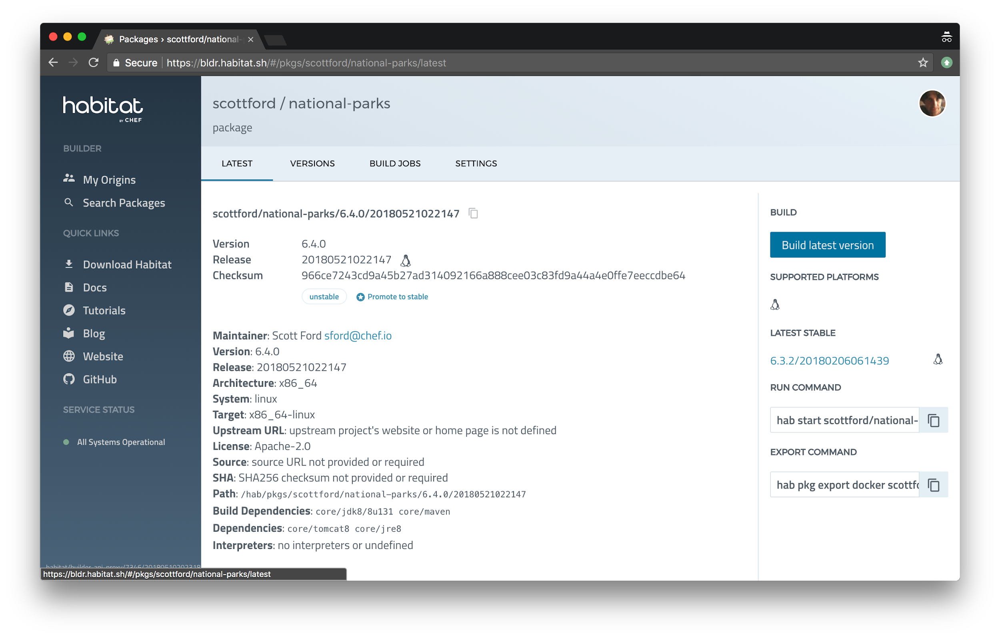 Packages › scottford/national-
Secure https://bldr.habitat.sh/#/pkgs/scottford/national-parks/latest
habitat
BY CHEF
BUILDER
My Origins
Search Packages
QUICK LINKS
Download Habitat
Docs
Tutorials
Blog
Website
GitHub
SERVICE STATUS
All Systems Operational
habitat/builder-api-proxy/7346/20180510202318
https://bldr.habitat.sh/#/pkgs/scottford/national-parks/latest
scottford / national-parks
package
LATEST VERSIONS BUILD JOBS SETTINGS
scottford/national-parks/6.4.0/20180521022147
Version 6.4.0
Release 20180521022147
Checksum 966ce7243cd9a45b27ad314092166a888cee03c83fd9a44a4e0ffe7eeccdbe64
unstable Promote to stable
Maintainer: Scott Ford sford@chef.io
Version: 6.4.0
Release: 20180521022147
Architecture: x86_64
System: linux
Target: x86_64-linux
Upstream URL: upstream project's website or home page is not defined
License: Apache-2.0
Source: source URL not provided or required
SHA: SHA256 checksum not provided or required
Path: /hab/pkgs/scottford/national-parks/6.4.0/20180521022147
Build Dependencies: core/jdk8/8u131 core/maven
Dependencies: core/tomcat8 core/jre8
Interpreters: no interpreters or undefined
BUILD
Build latest version
SUPPORTED PLATFORMS
LATEST STABLE
6.3.2/20180206061439
RUN COMMAND
hab start scottford/national-
EXPORT COMMAND
hab pkg export docker scottfo